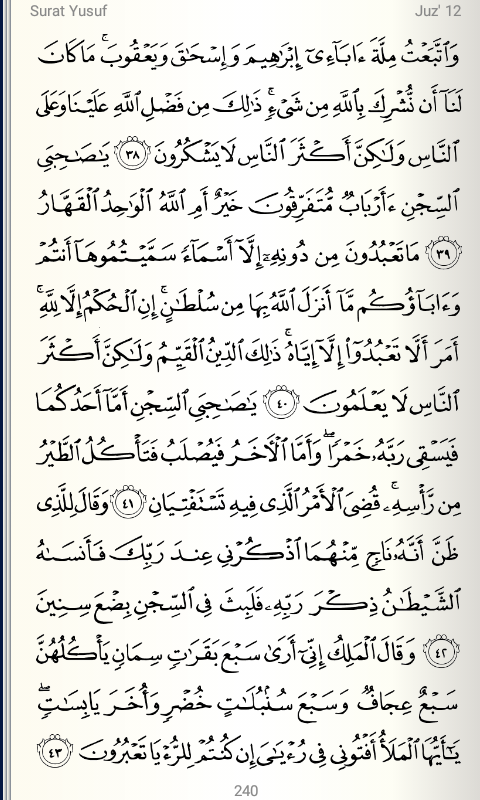 Surat Yusuf
Juz' 12
وَٱتَّبَعْتُ مِلَّةَ ءَابَآءِىٓ إِبْرَٰهِيمَ وَإِسْحَٰقَ وَيَعْقُوبَ ۚ مَا كَانَ
لَنَآ أَن نُّشْرِكَ بِٱللَّهِ مِن شَىْءٍ ۚ ذَٰلِكَ مِن فَضْلِ ٱللَّهِ عَلَيْنَا وَعَلَى
ٱلنَّاسِ وَلَٰكِنَّ أَكْثَرَ ٱلنَّاسِ لَا يَشْكُرُونَ ٣٨ يَٰصَٰحِبَىِ
ٱلسِّجْنِ ءَأَرْبَابٌ مُّتَفَرِّقُونَ خَيْرٌ أَمِ ٱللَّهُ ٱلْوَٰحِدُ ٱلْقَهَّارُ
٣٩ مَا تَعْبُدُونَ مِن دُونِهِۦٓ إِلَّآ أَسْمَآءً سَمَّيْتُمُوهَآ أَنتُمْ
وَءَابَآؤُكُم مَّآ أَنزَلَ ٱللَّهُ بِهَا مِن سُلْطَٰنٍ ۚ إِنِ ٱلْحُكْمُ إِلَّا لِلَّهِ ۚ
أَمَرَ أَلَّا تَعْبُدُوٓا۟ إِلَّآ إِيَّاهُ ۚ ذَٰلِكَ ٱلدِّينُ ٱلْقَيِّمُ وَلَٰكِنَّ أَكْثَرَ
ٱلنَّاسِ لَا يَعْلَمُونَ ٤٠ يَٰصَٰحِبَىِ ٱلسِّجْنِ أَمَّآ أَحَدُكُمَا
فَيَسْقِى رَبَّهُۥ خَمْرًا ۖ وَأَمَّا ٱلْءَاخَرُ فَيُصْلَبُ فَتَأْكُلُ ٱلطَّيْرُ
مِن رَّأْسِهِۦ ۚ قُضِىَ ٱلْأَمْرُ ٱلَّذِى فِيهِ تَسْتَفْتِيَانِ ٤١ وَقَالَ لِلَّذِى
ظَنَّ أَنَّهُۥ نَاجٍ مِّنْهُمَا ٱذْكُرْنِى عِندَ رَبِّكَ فَأَنسَىٰهُ
ٱلشَّيْطَٰنُ ذِكْرَ رَبِّهِۦ فَلَبِثَ فِى ٱلسِّجْنِ بِضْعَ سِنِينَ
٤٢ وَقَالَ ٱلْمَلِكُ إِنِّىٓ أَرَىٰ سَبْعَ بَقَرَٰتٍ سِمَانٍ يَأْكُلُهُنَّ
سَبْعٌ عِجَافٌ وَسَبْعَ سُنۢبُلَٰتٍ خُضْرٍ وَأُخَرَ يَابِسَٰتٍ ۖ
يَٰٓأَيُّهَا ٱلْمَلَأُ أَفْتُونِى فِى رُءْيَٰىَ إِن كُنتُمْ لِلرُّءْيَا تَعْبُرُونَ ٤٣
240